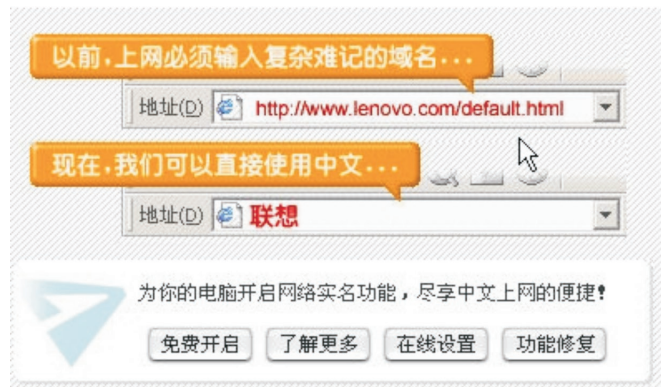 以前,上网必须输入复杂难记的域名...
地址(D) http://www.lenovo.com/default.html
现在,我们可以直接使用中文...
地址(D) 联想
为你的电脑开启网络实名功能，尽享中文上网的便捷！
免费开启 了解更多 在线设置 功能修复